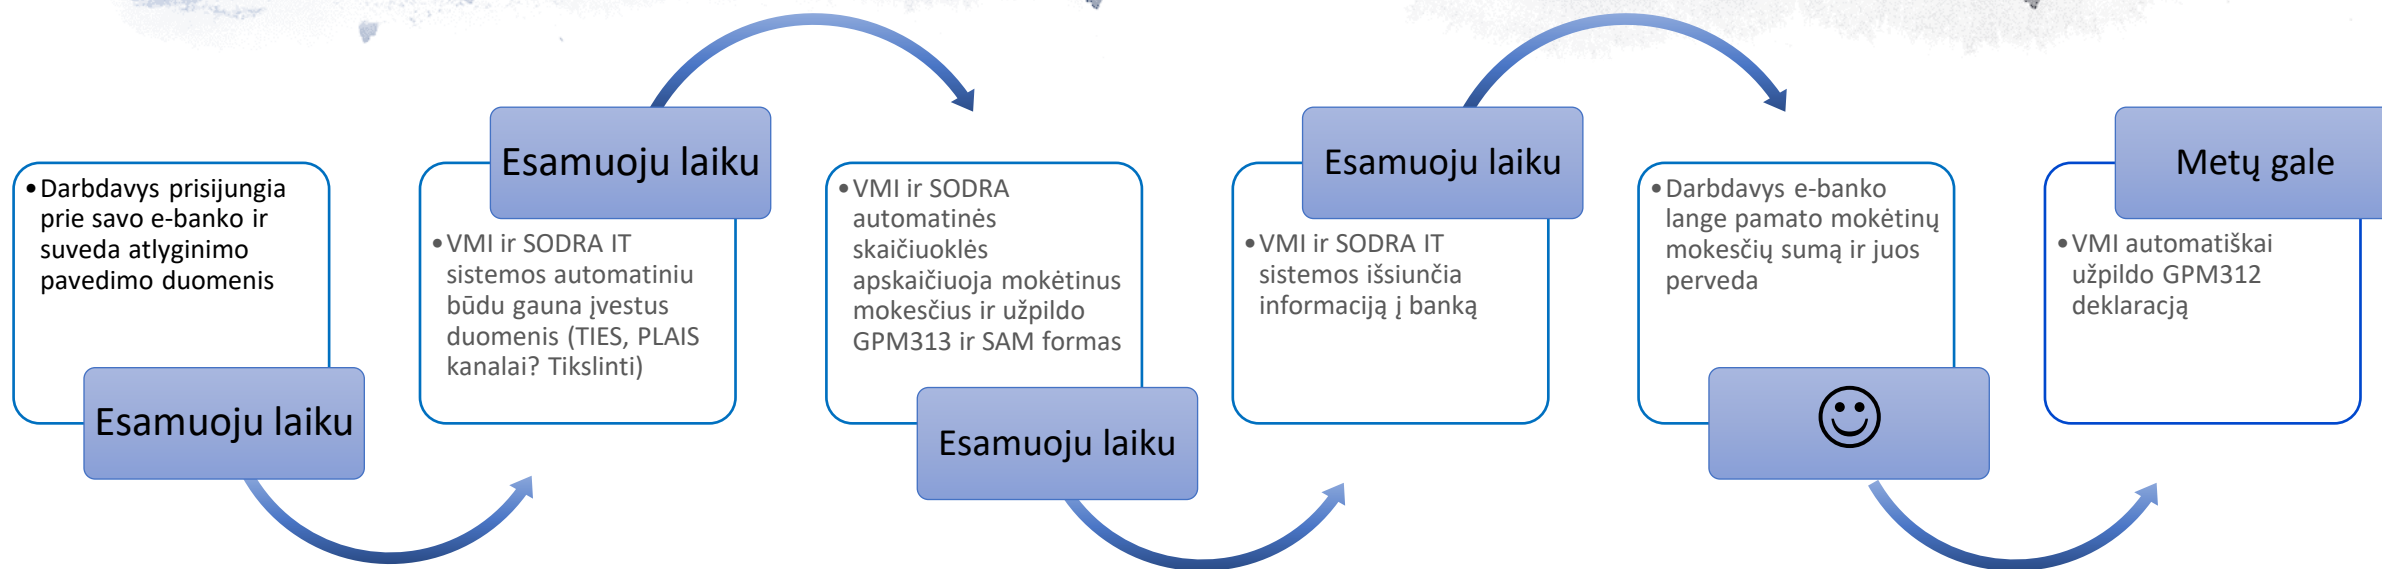 •Darbdavys prisijungia
prie savo e-banko ir
suveda atlyginimo
pavedimo duomenis
Esamuoju laiku
Esamuoju laiku
•VMI ir SODRA IT
sistemos automatiniu
būdu gauna įvestus
duomenis (TIES, PLAIS
kanalai? Tikslinti)
•VMI ir SODRA
automatinės
skaičiuoklės
apskaičiuoja mokėtinus
mokesčius ir užpildo
GPM313 ir SAM formas
Esamuoju laiku
Esamuoju laiku
•VMI ir SODRA IT
sistemos išsiunčia
informaciją į banką
•Darbdavys e-banko
lange pamato mokėtinų
mokesčių sumą ir juos
perveda
Metų gale
•VMI automatiškai
užpildo GPM312
deklaracją